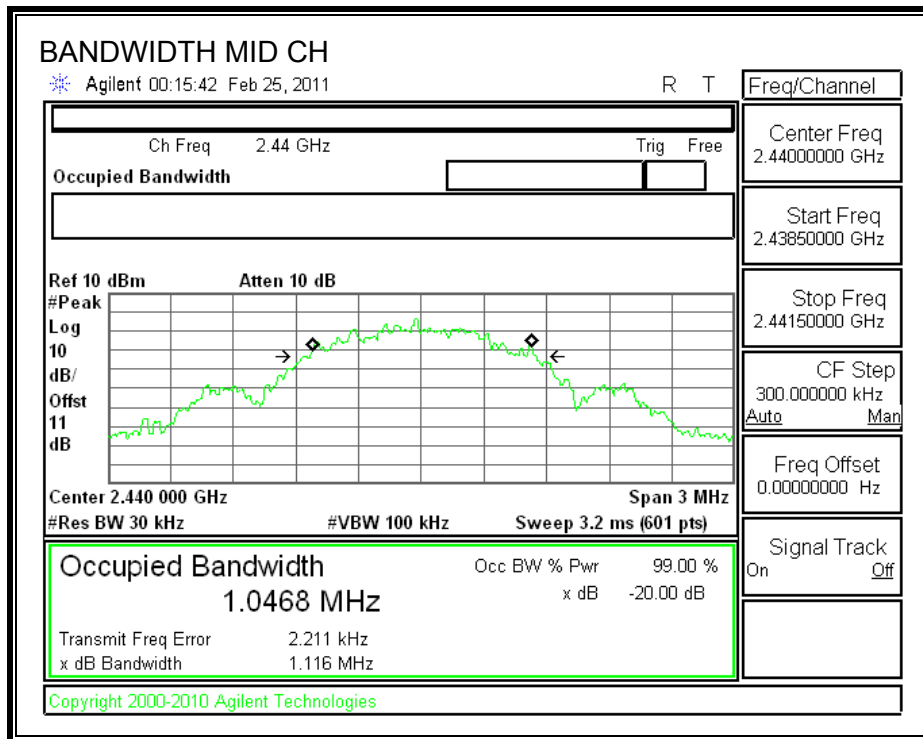 BANDWIDTH MID CH
Agilent 00:15:42 Feb 25, 2011 R T
Freq/Channel
Ch Freq 2.44 GHz Trig Free
Occupied Bandwidth
Center Freq
2.44000000 GHz
Start Freq
2.43850000 GHz
Stop Freq
2.44150000 GHz
CF Step
300.000000 kHz
Auto Man
Freq Offset
0.00000000 Hz
Signal Track
On Off
Ref 10 dBm Atten 10 dB
#Peak
Log
10
dB/
Offst
11
dB
Center 2.440 000 GHz Span 3 MHz
#Res BW 30 kHz #VBW 100 kHz Sweep 3.2 ms (601 pts)
Occupied Bandwidth
1.0468 MHz
Occ BW % Pwr 99.00 %
x dB -20.00 dB
Transmit Freq Error 2.211 kHz
x dB Bandwidth 1.116 MHz
Copyright 2000-2010 Agilent Technologies